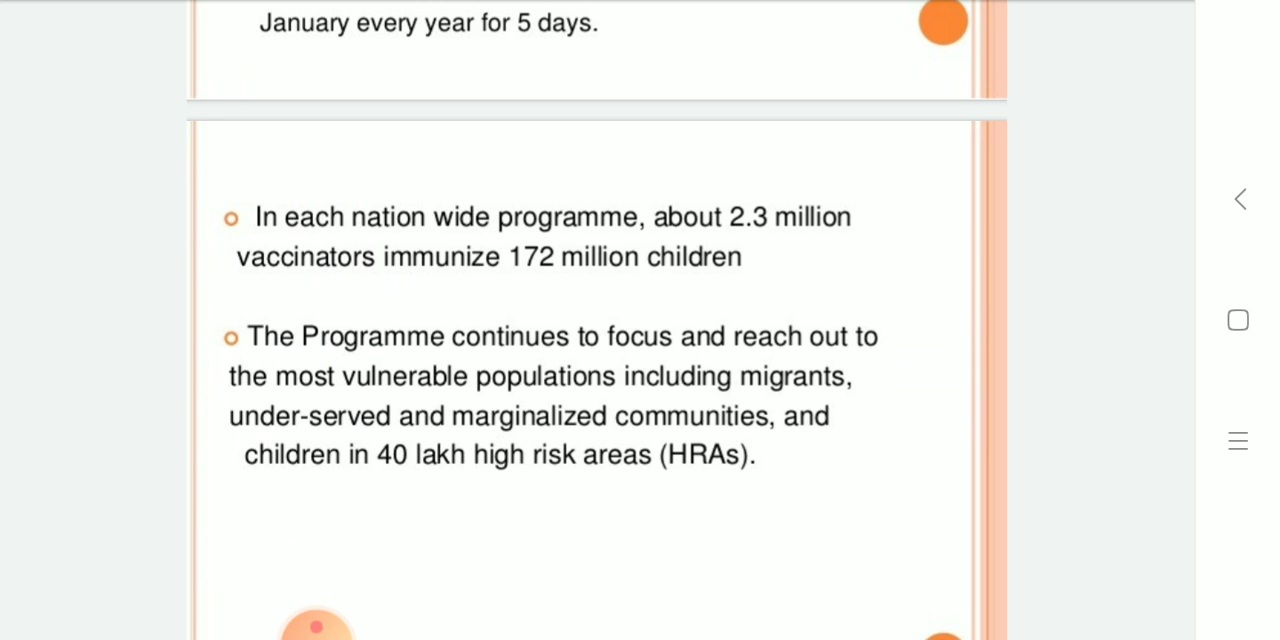 January every year for 5 days.
In each nation wide programme, about 2.3 million
vaccinators immunize 172 million children
The Programme continues to focus and reach out to
the most vulnerable populations including migrants,
under-served and marginalized communities, and
children in 40 lakh high risk areas (HRAs).